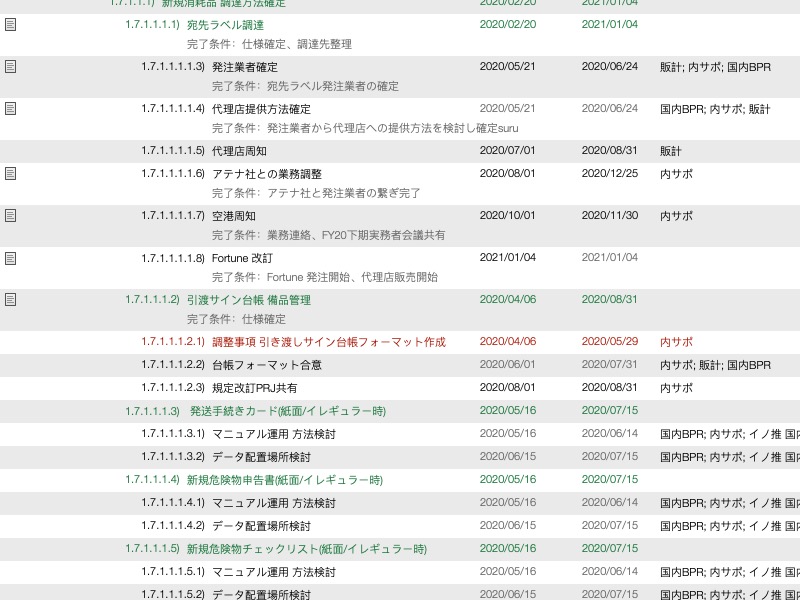 1.7.1.1.1.1) 新規消耗品 調達方法確定 2020/02/20 2021/01/04
1.7.1.1.1.1) 宛先ラベル調達 2020/02/20 2021/01/04
完了条件：仕様確定、調達先整理
1.7.1.1.1.1.3) 発注業者確定 2020/05/21 2020/06/24 販計; 内サポ; 国内BPR
完了条件：宛先ラベル発注業者の確定
1.7.1.1.1.1.4) 代理店提供方法確定 2020/05/21 2020/06/24 国内BPR; 内サポ; 販計
完了条件：発注業者から代理店への提供方法を検討し確定suru
1.7.1.1.1.1.5) 代理店周知 2020/07/01 2020/08/31 販計
1.7.1.1.1.1.6) アテナ社との業務調整 2020/08/01 2020/12/25 内サポ
完了条件：アテナ社と発注業者の繋ぎ完了
1.7.1.1.1.1.7) 空港周知 2020/10/01 2020/11/30 内サポ
完了条件：業務連絡、FY20下期実務者会議共有
1.7.1.1.1.1.8) Fortune 改訂 2021/01/04 2021/01/04
完了条件：Fortune 発注開始、代理店販売開始
1.7.1.1.1.2) 引渡サイン台帳 備品管理 2020/04/06 2020/08/31
完了条件：仕様確定
1.7.1.1.1.2.1) 調整事項 引き渡しサイン台帳フォーマット作成 2020/04/06 2020/05/29 内サポ
1.7.1.1.1.2.2) 台帳フォーマット合意 2020/06/01 2020/07/31 内サポ; 販計; 国内BPR
1.7.1.1.1.2.3) 規定改訂PRJ共有 2020/08/01 2020/08/31 内サポ
1.7.1.1.1.3) 発送手続きカード(紙面/イレギュラー時) 2020/05/16 2020/07/15
1.7.1.1.1.3.1) マニュアル運用 方法検討 2020/05/16 2020/06/14 国内BPR; 内サポ; イノ推 国内
1.7.1.1.1.3.2) データ配置場所検討 2020/06/15 2020/07/15 国内BPR; 内サポ; イノ推 国内
1.7.1.1.1.4) 新規危険物申告書(紙面/イレギュラー時) 2020/05/16 2020/07/15
1.7.1.1.1.4.1) マニュアル運用 方法検討 2020/05/16 2020/06/14 国内BPR; 内サポ; イノ推 国内
1.7.1.1.1.4.2) データ配置場所検討 2020/06/15 2020/07/15 国内BPR; 内サポ; イノ推 国内
1.7.1.1.1.5) 新規危険物チェックリスト(紙面/イレギュラー時) 2020/05/16 2020/07/15
1.7.1.1.1.5.1) マニュアル運用 方法検討 2020/05/16 2020/06/14 国内BPR; 内サポ; イノ推 国内
1.7.1.1.1.5.2) データ配置場所検討 2020/06/15 2020/07/15 国内BPR; 内サポ; イノ推 国内